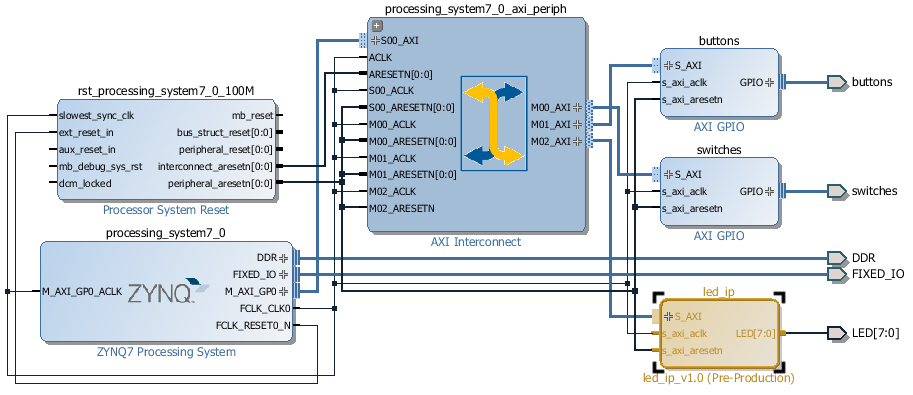 processing_system7_0_axi_periph
S00_AXI
ACLK
ARESETN[0:0]
S00_ACLK
S00_ARESETN[0:0]
M00_ACLK
M00_ARESETN[0:0]
M01_ACLK
M01_ARESETN[0:0]
M02_ACLK
M02_ARESETN
M00_AXI
M01_AXI
M02_AXI
AXI Interconnect
rst_processing_system7_0_100M
slowest_sync_clk
ext_reset_in
aux_reset_in
mb_debug_sys_rst
dcm_locked
mb_reset
bus_struct_reset[0:0]
peripheral_reset[0:0]
interconnect_aresetn[0:0]
peripheral_aresetn[0:0]
Processor System Reset
processing_system7_0
M_AXI_GP0_ACLK
ZYNQ
DDR
FIXED_IO
M_AXI_GP0
FCLK_CLK0
FCLK_RESET0_N
ZYNQ7 Processing System
buttons
S_AXI
s_axi_aclk
s_axi_aresetn
GPIO
AXI GPIO
buttons
switches
S_AXI
s_axi_aclk
s_axi_aresetn
GPIO
AXI GPIO
switches
DDR
FIXED_IO
led_ip
S_AXI
s_axi_aclk
s_axi_aresetn
LED[7:0]
led_ip_v1.0 (Pre-Production)
LED[7:0]